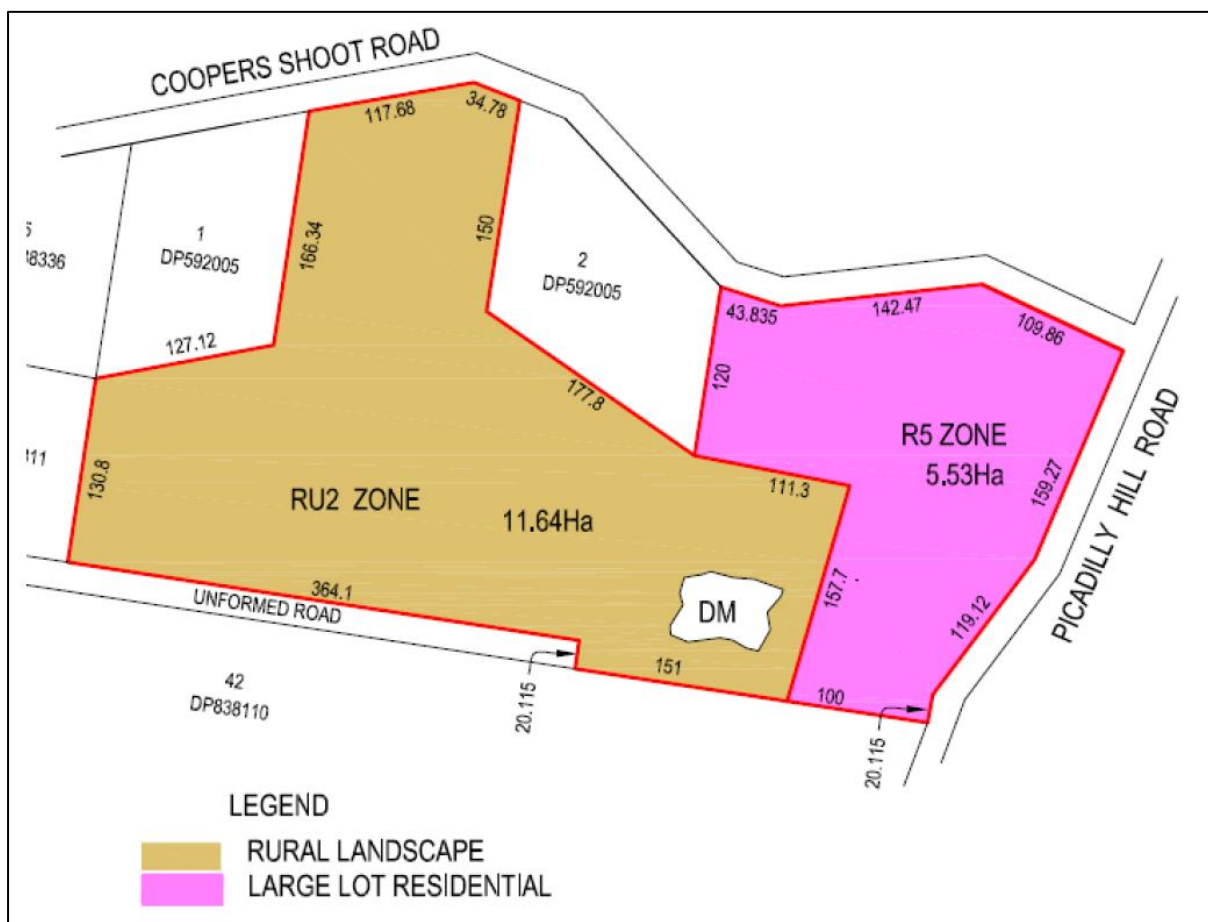 COOPERS SHOOT ROAD
117.68
34.78
1
DP592005
166.34
150
2
DP592005
8336
127.12
43.835
142.47
109.86
120
177.8
R5 ZONE
5.53Ha
159.27
PICADILLY HILL ROAD
111.3
130.8
RU2 ZONE
11.64Ha
157.7
DM
119.12
364.1
UNFORMED ROAD
151
100
20.115
20.115
42
DP838110
LEGEND
RURAL LANDSCAPE
LARGE LOT RESIDENTIAL